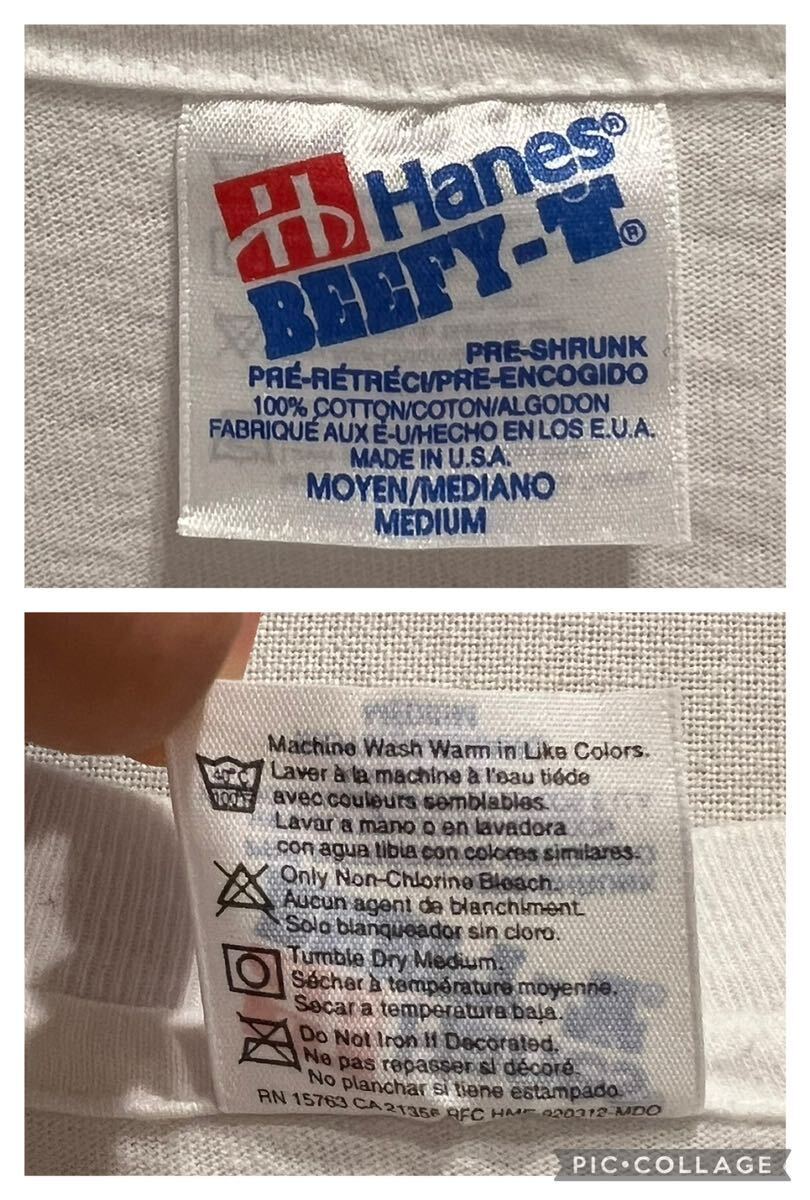 Hanes®
BEEFY-T®
PRE-SHRUNK
PRÉ-RÉTRÉCI/PRE-ENCOGIDO
100% COTTON/COTON/ALGODON
FABRIQUÉ AUX É-U/HECHO EN LOS E.U.A.
MADE IN U.S.A.
MOYEN/MEDIANO
MEDIUM
Machine Wash Warm in Like Colors.
40°C
100°F
Laver à la machine à l'eau tiéde
avec couleurs semblables.
Lavar a mano o en lavadora
con agua tibia con colores similares.
Only Non-Chlorine Bleach.
Aucun agent de blanchiment.
Solo blanqueador sin cloro.
Tumble Dry Medium.
Sécher à température moyenne.
Secar a temperatura baja.
Do Not Iron If Decorated.
Ne pas repasser si décoré.
No planchar si tiene estampado.
RN 15763 CA 21356 RFC
PIC•COLLAGE